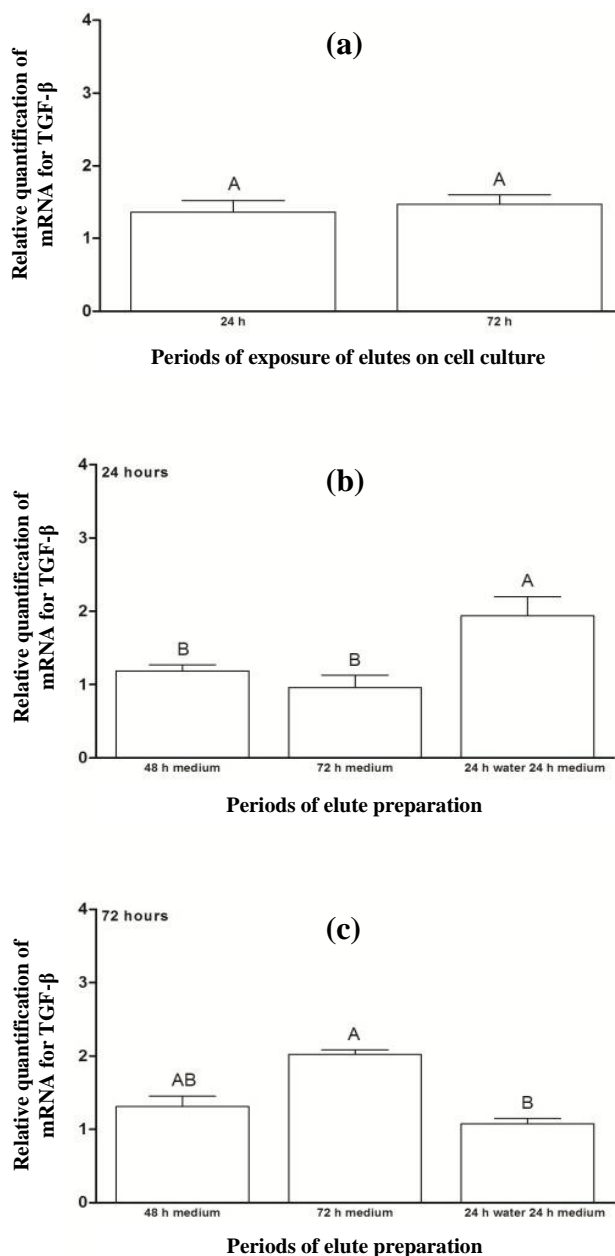 (a)
Relative quantification of
mRNA for TGF-β
4
3
2
1
0
A
A
24 h
72 h
Periods of exposure of elutes on cell culture
24 hours
(b)
Relative quantification of
mRNA for TGF-β
4
3
2
1
0
B
B
A
48 h medium
72 h medium
24 h water 24 h medium
Periods of elute preparation
72 hours
(c)
Relative quantification of
mRNA for TGF-β
4
3
2
1
0
AB
A
B
48 h medium
72 h medium
24 h water 24 h medium
Periods of elute preparation